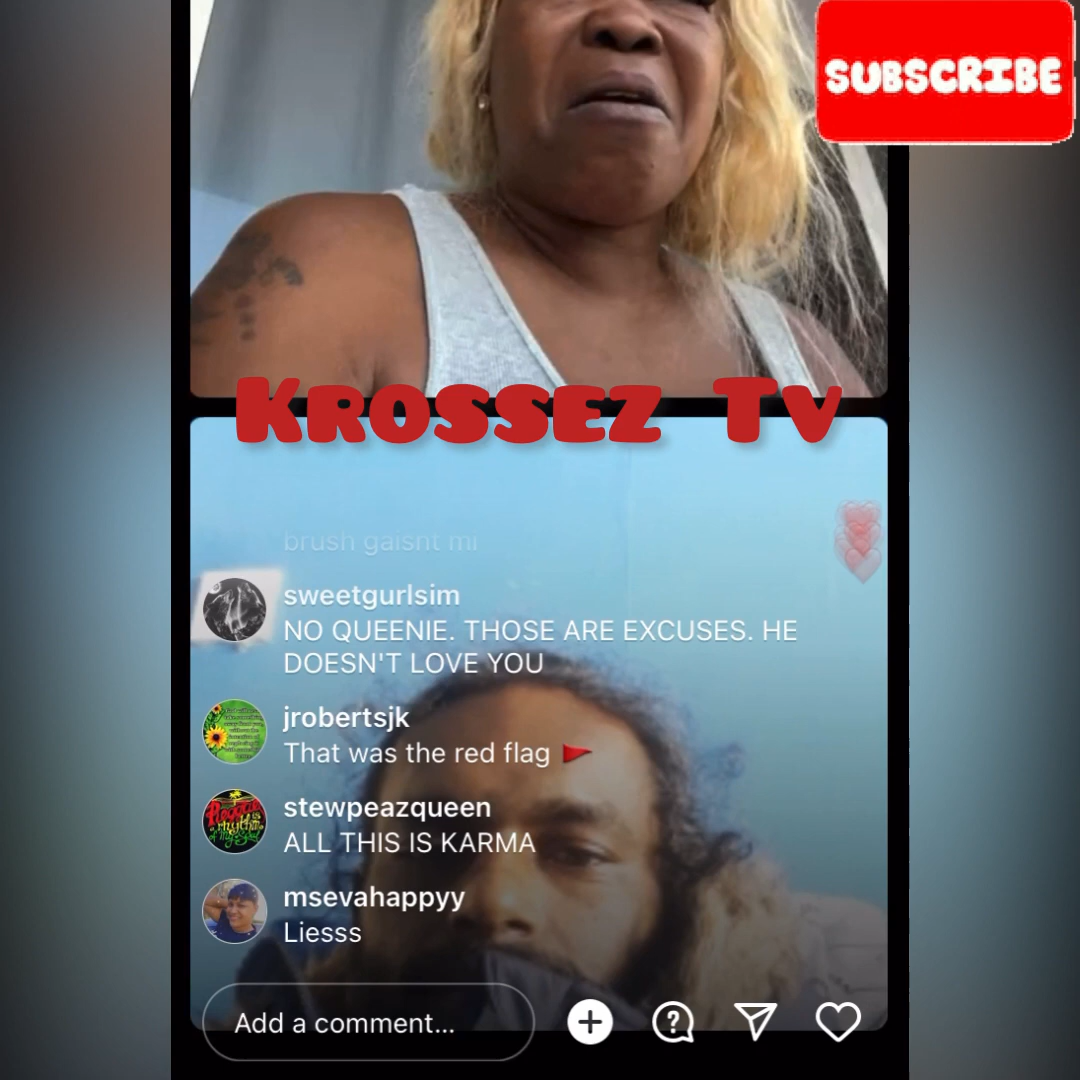 SUBSCRIBE
KROSSEZ TV
brush gaisnt mi
sweetgurlsim
NO QUEENIE. THOSE ARE EXCUSES. HE
DOESN'T LOVE YOU
jrobertsjk
That was the red flag 🚩
stewpeazqueen
ALL THIS IS KARMA
msevahappyy
Liesss
Add a comment...